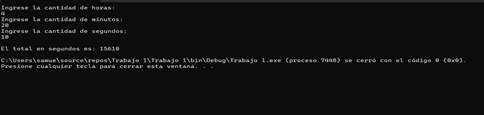 Ingrese la cantidad de horas:
4
Ingrese la cantidad de minutos:
20
Ingrese la cantidad de segundos:
10
El total en segundos es: 15610
C:\Users\samue\source\repos\Trabajo 1\Trabajo 1\bin\Debug\Trabajo 1.exe (proceso 7448) se cerró con el código 0 (0x0).
Presione cualquier tecla para cerrar esta ventana. . .